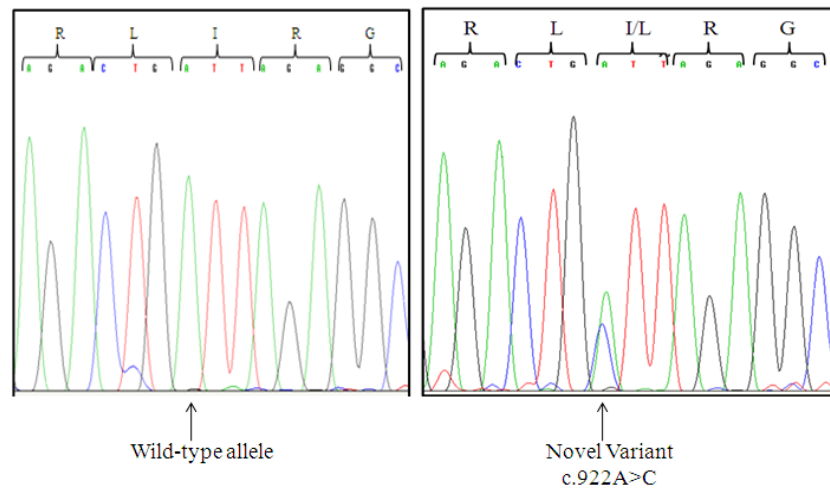 R L I R G
A G A C T G A T T A G A G G C
Wild-type allele
R L I/L R G
A G A C T G A T T A G A G G C
Novel Variant
c.922A>C